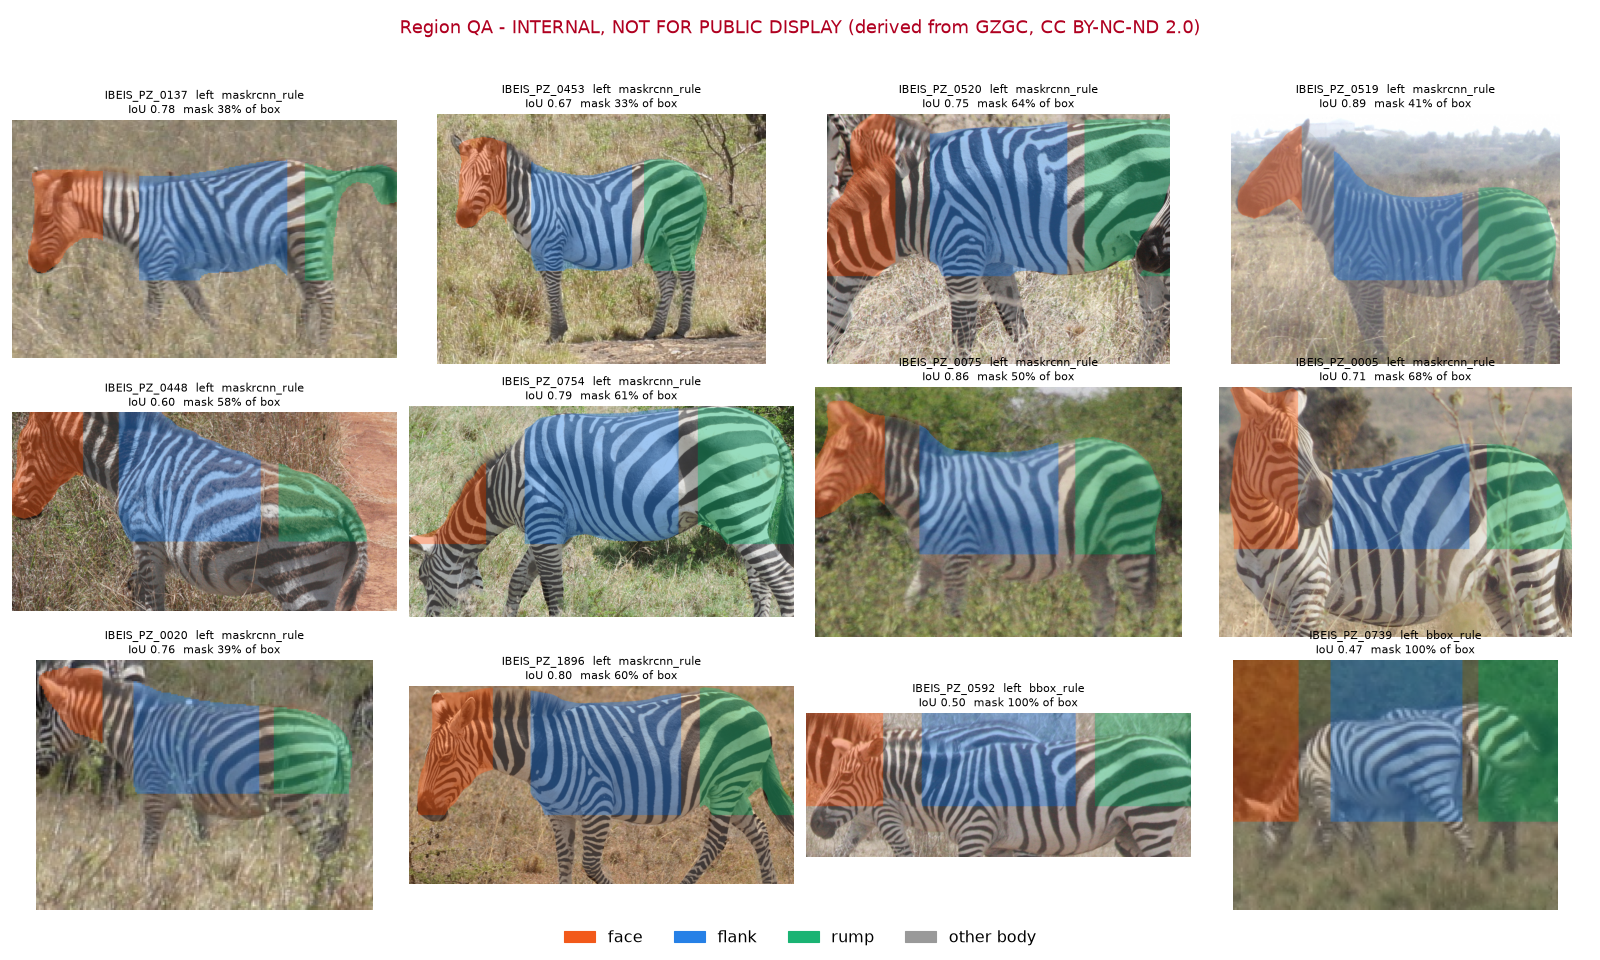 Region QA - INTERNAL, NOT FOR PUBLIC DISPLAY (derived from GZGC, CC BY-NC-ND 2.0)
IBEIS_PZ_0137 left maskrcnn_rule
IoU 0.78 mask 38% of box
IBEIS_PZ_0453 left maskrcnn_rule
IoU 0.67 mask 33% of box
IBEIS_PZ_0520 left maskrcnn_rule
IoU 0.75 mask 64% of box
IBEIS_PZ_0519 left maskrcnn_rule
IoU 0.89 mask 41% of box
IBEIS_PZ_0448 left maskrcnn_rule
IoU 0.60 mask 58% of box
IBEIS_PZ_0754 left maskrcnn_rule
IoU 0.79 mask 61% of box
IBEIS_PZ_0075 left maskrcnn_rule
IoU 0.86 mask 50% of box
IBEIS_PZ_0005 left maskrcnn_rule
IoU 0.71 mask 68% of box
IBEIS_PZ_0020 left maskrcnn_rule
IoU 0.76 mask 39% of box
IBEIS_PZ_1896 left maskrcnn_rule
IoU 0.80 mask 60% of box
IBEIS_PZ_0592 left bbox_rule
IoU 0.50 mask 100% of box
IBEIS_PZ_0739 left bbox_rule
IoU 0.47 mask 100% of box
face flank rump other body